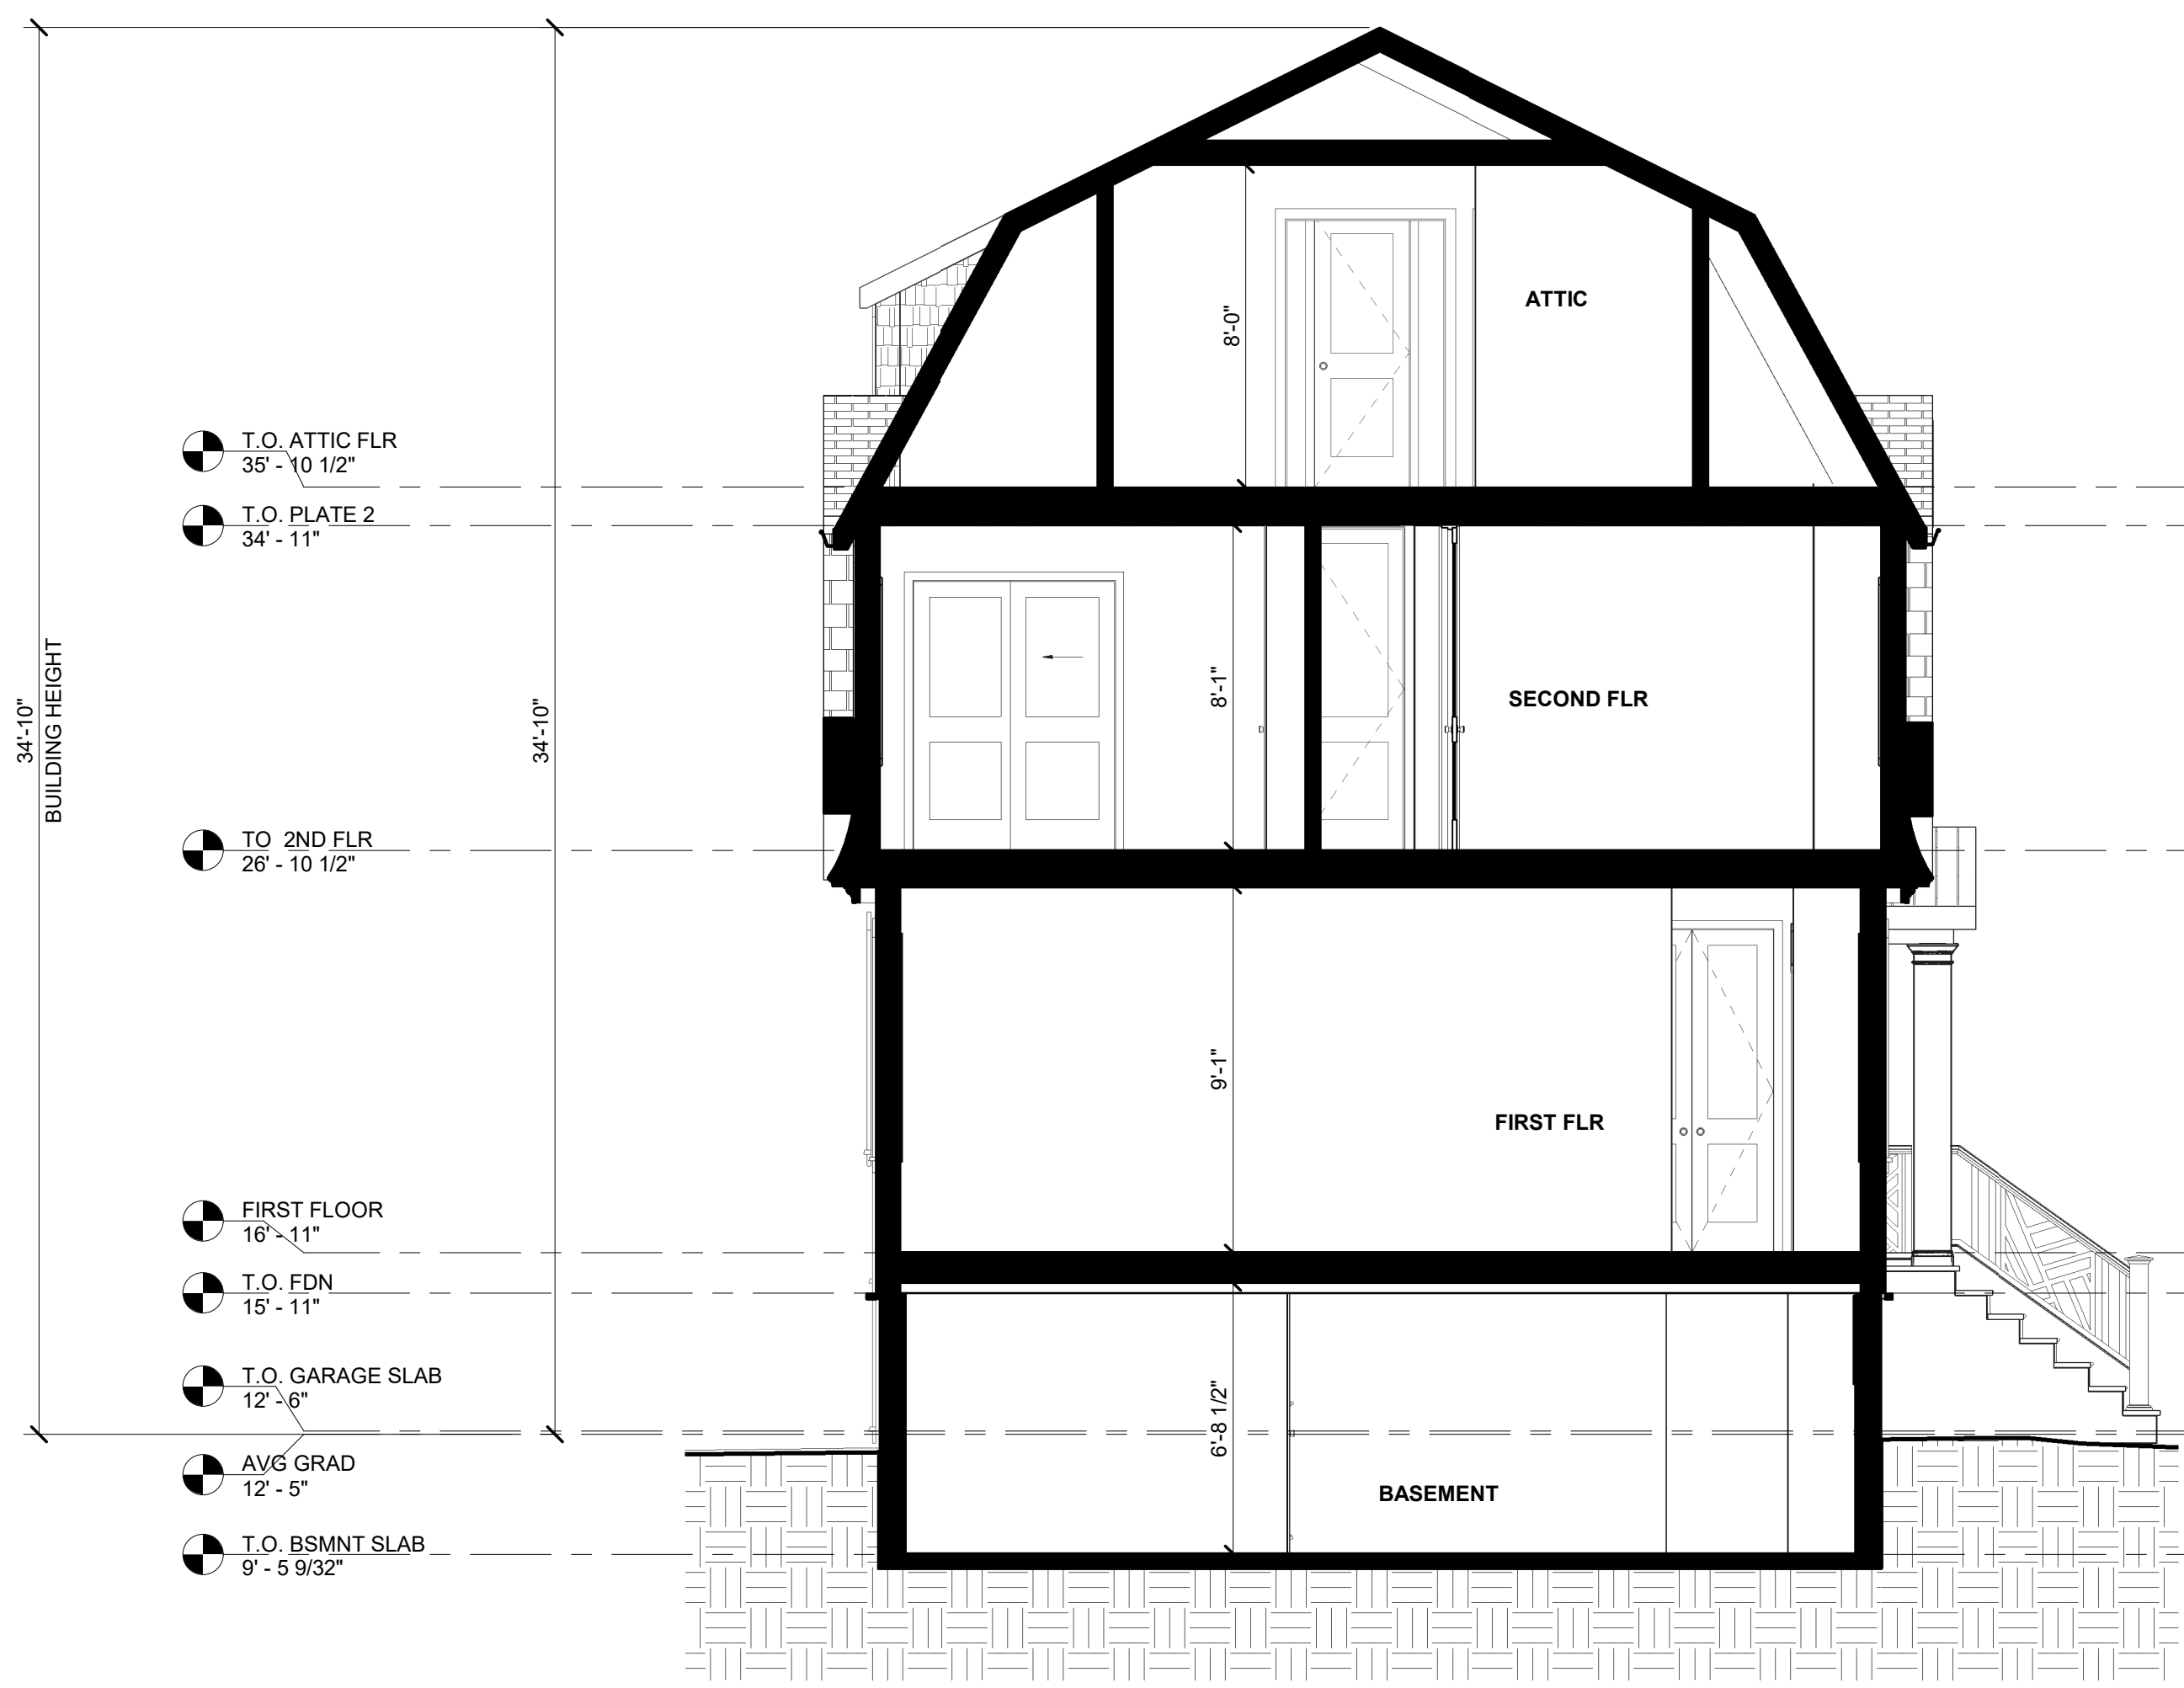 ATTIC
8'-0"
T.O. ATTIC FLR
35' - 10 1/2"
T.O. PLATE 2
34' - 11"
34'-10"
BUILDING HEIGHT
34'-10"
8'-1"
SECOND FLR
TO  2ND FLR
26' - 10 1/2"
9'-1"
FIRST FLR
FIRST FLOOR
16' - 11"
T.O. FDN
15' - 11"
T.O. GARAGE SLAB
12' - 6"
6'-8 1/2"
AVG GRAD
12' - 5"
BASEMENT
T.O. BSMNT SLAB
9' - 5 9/32"